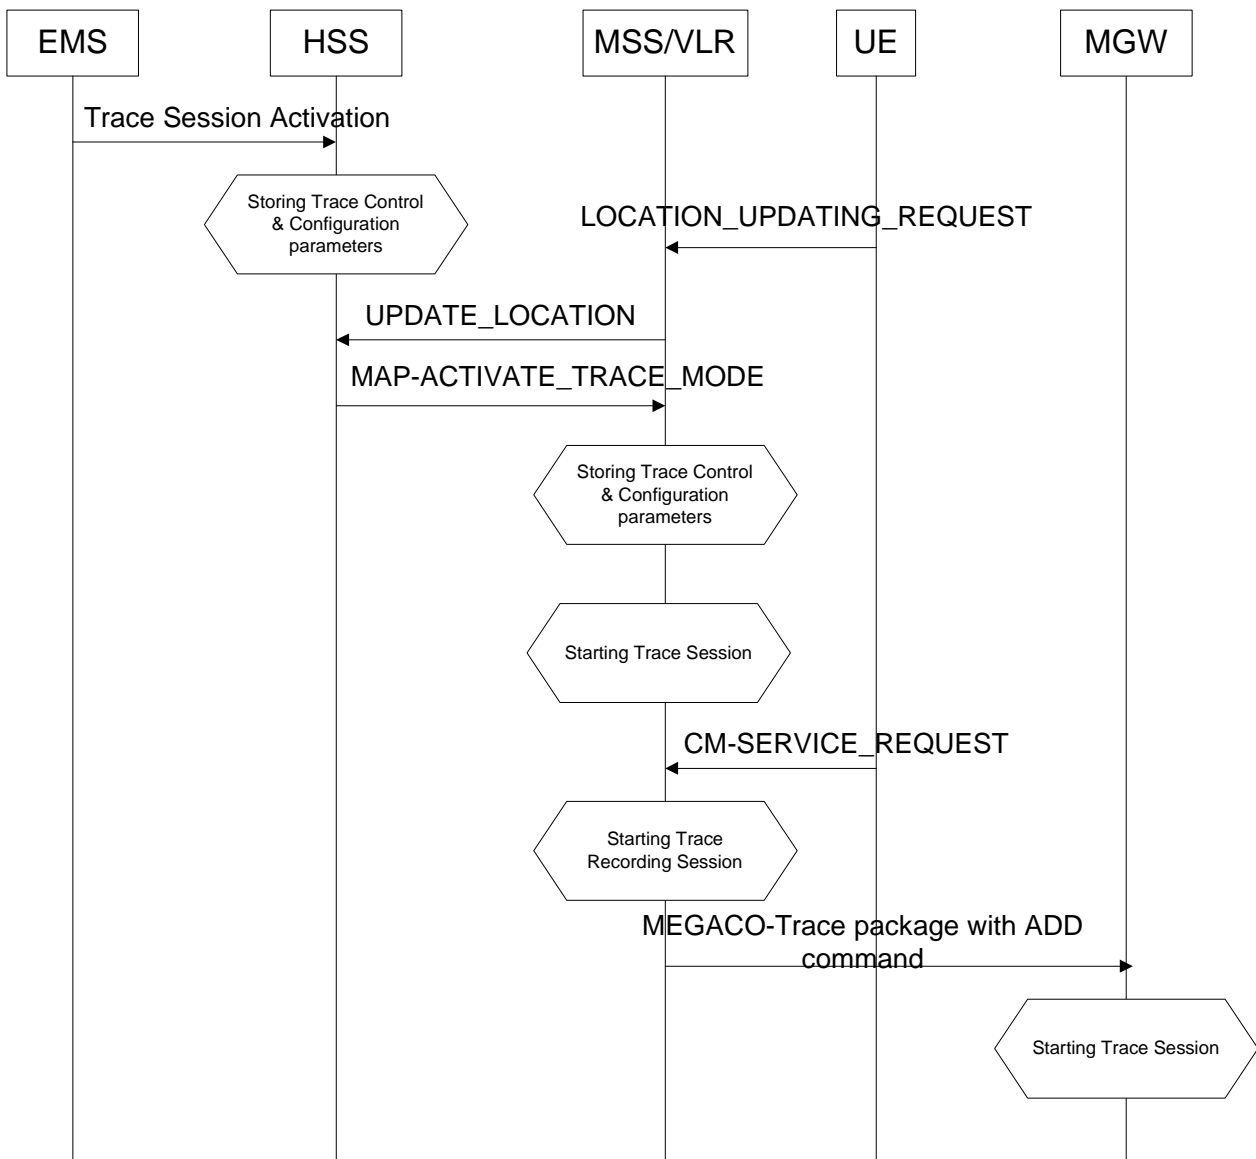 EMS
HSS
MSS/VLR
UE
MGW
Trace Session Activation
Storing Trace Control
& Configuration
parameters
LOCATION_UPDATING_REQUEST
UPDATE_LOCATION
MAP-ACTIVATE_TRACE_MODE
Storing Trace Control
& Configuration
parameters
Starting Trace Session
CM-SERVICE_REQUEST
Starting Trace
Recording Session
MEGACO-Trace package with ADD
command
Starting Trace Session